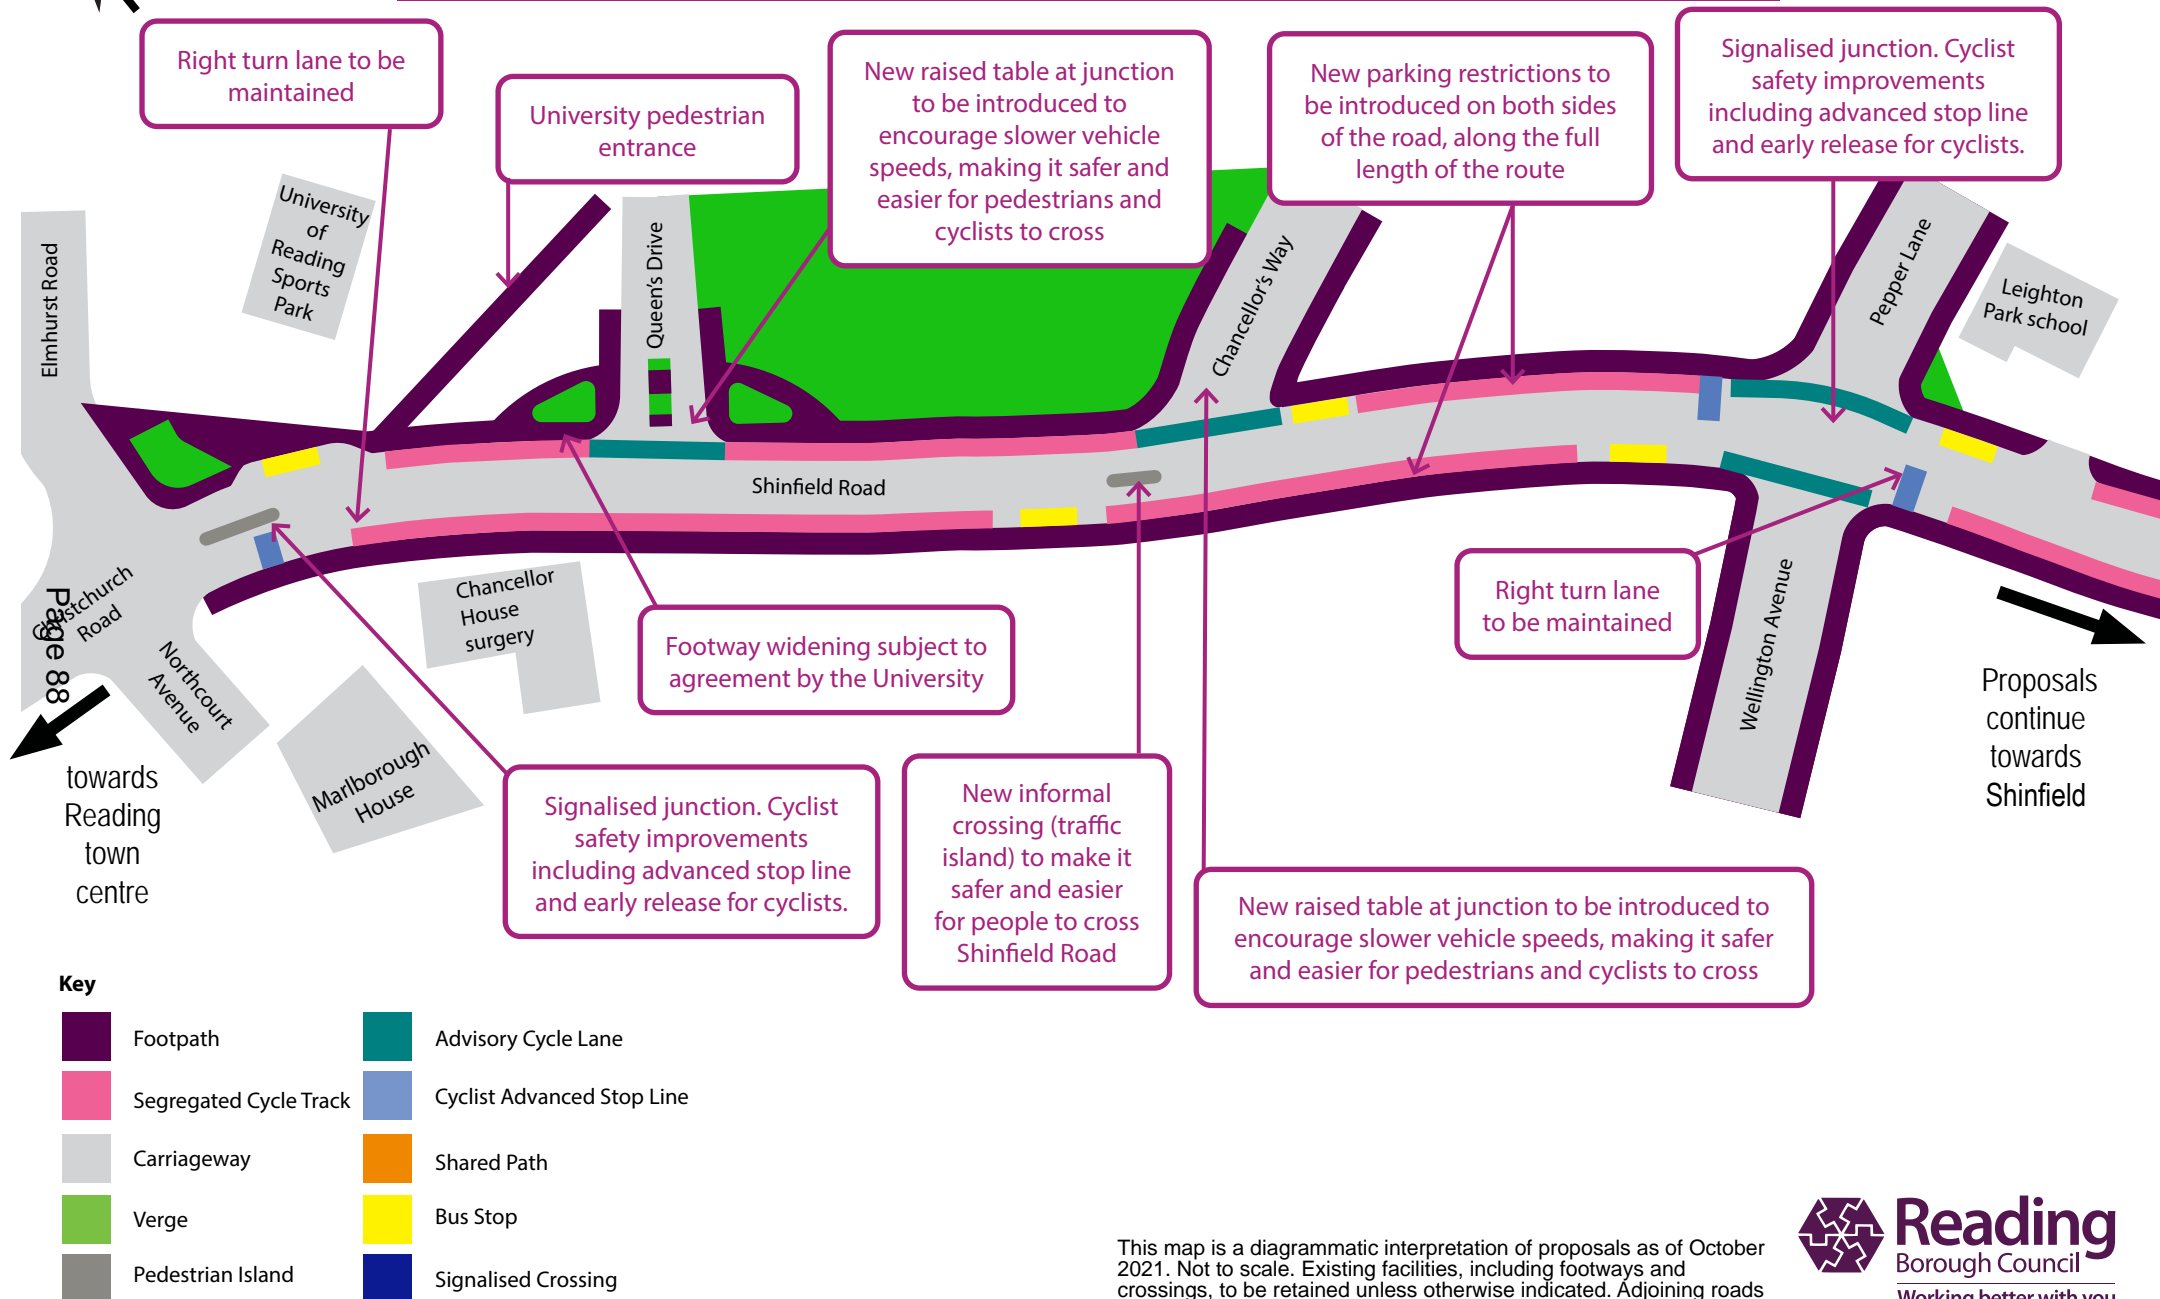 Right turn lane to be
maintained
University pedestrian
entrance
New raised table at junction
to be introduced to
encourage slower vehicle
speeds, making it safer and
easier for pedestrians and
cyclists to cross
New parking restrictions to
be introduced on both sides
of the road, along the full
length of the route
Signalised junction. Cyclist
safety improvements
including advanced stop line
and early release for cyclists.
Elmhurst Road
University
of
Reading
Sports
Park
Queen's Drive
Chancellor's Way
Pepper Lane
Leighton
Park school
Shinfield Road
Christchurch
Road
Page 88
Northcourt
Avenue
Chancellor
House
surgery
Marlborough
House
Footway widening subject to
agreement by the University
Right turn lane
to be maintained
Wellington Avenue
Proposals
continue
towards
Shinfield
towards
Reading
town
centre
Signalised junction. Cyclist
safety improvements
including advanced stop line
and early release for cyclists.
New informal
crossing (traffic
island) to make it
safer and easier
for people to cross
Shinfield Road
New raised table at junction to be introduced to
encourage slower vehicle speeds, making it safer
and easier for pedestrians and cyclists to cross
Key
Footpath
Segregated Cycle Track
Carriageway
Verge
Pedestrian Island
Advisory Cycle Lane
Cyclist Advanced Stop Line
Shared Path
Bus Stop
Signalised Crossing
This map is a diagrammatic interpretation of proposals as of October
2021. Not to scale. Existing facilities, including footways and
crossings, to be retained unless otherwise indicated. Adjoining roads
Reading
Borough Council
Working better with you